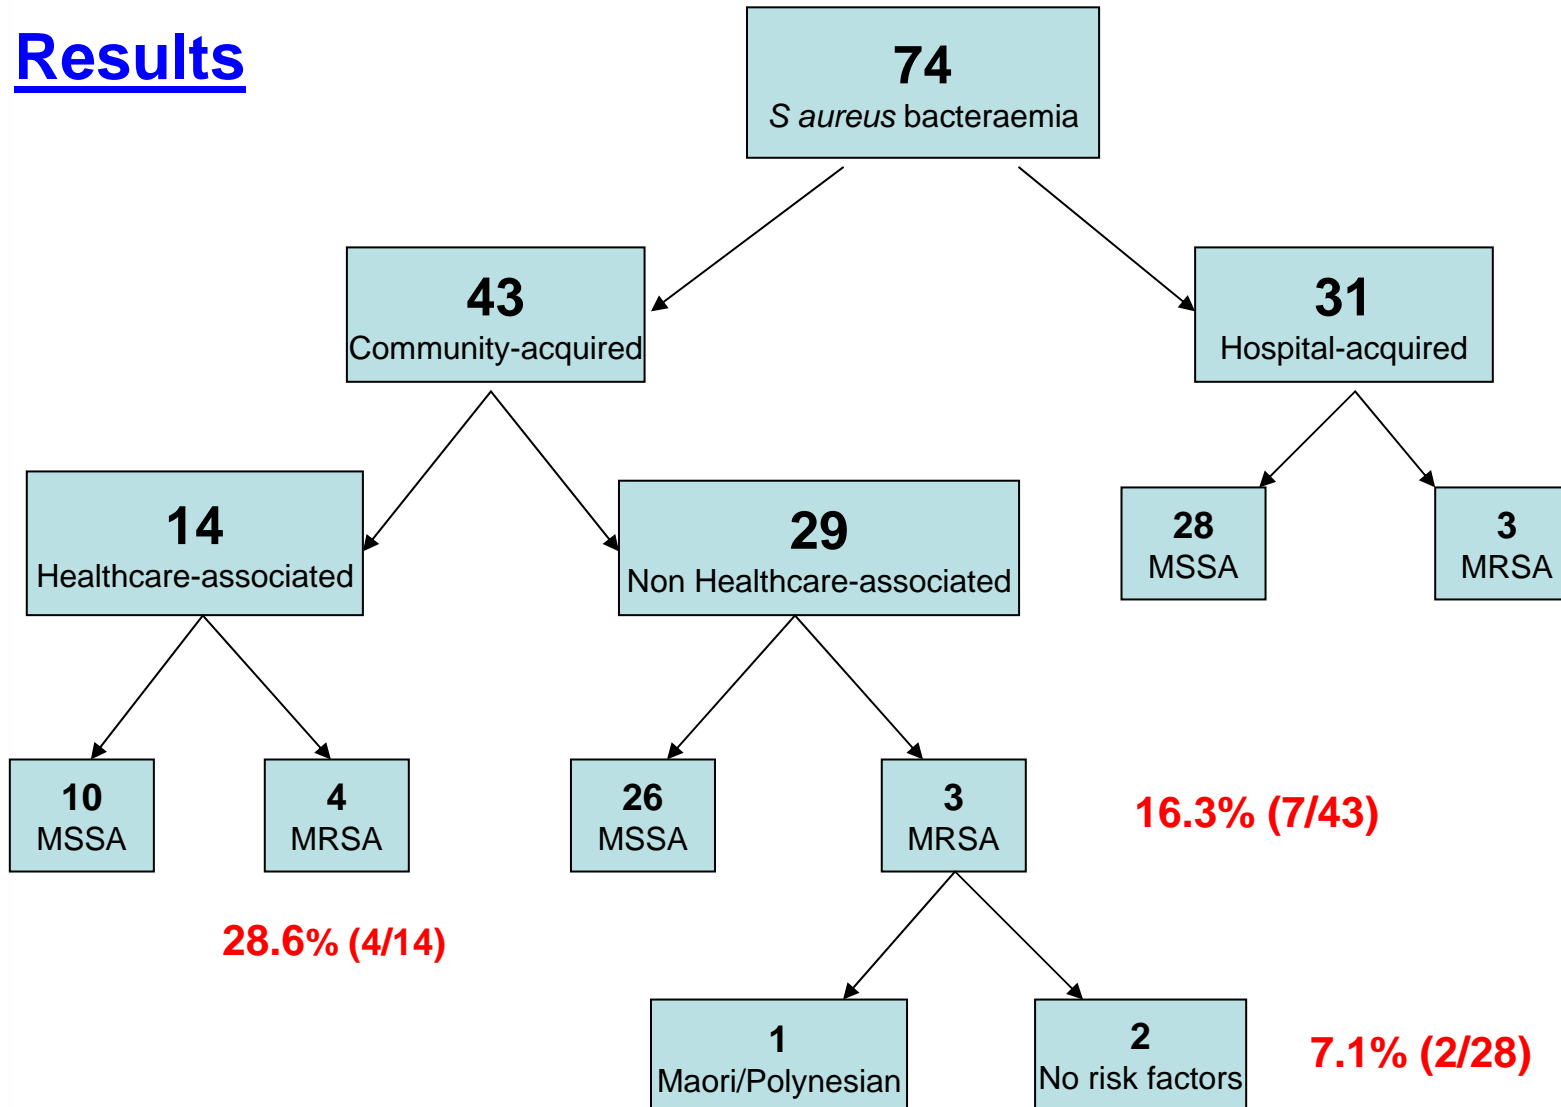 Results
74
S aureus bacteraemia
43
Community-acquired
31
Hospital-acquired
14
Healthcare-associated
29
Non Healthcare-associated
28
MSSA
3
MRSA
10
MSSA
4
MRSA
26
MSSA
3
MRSA
16.3% (7/43)
28.6% (4/14)
1
Maori/Polynesian
2
No risk factors
7.1% (2/28)